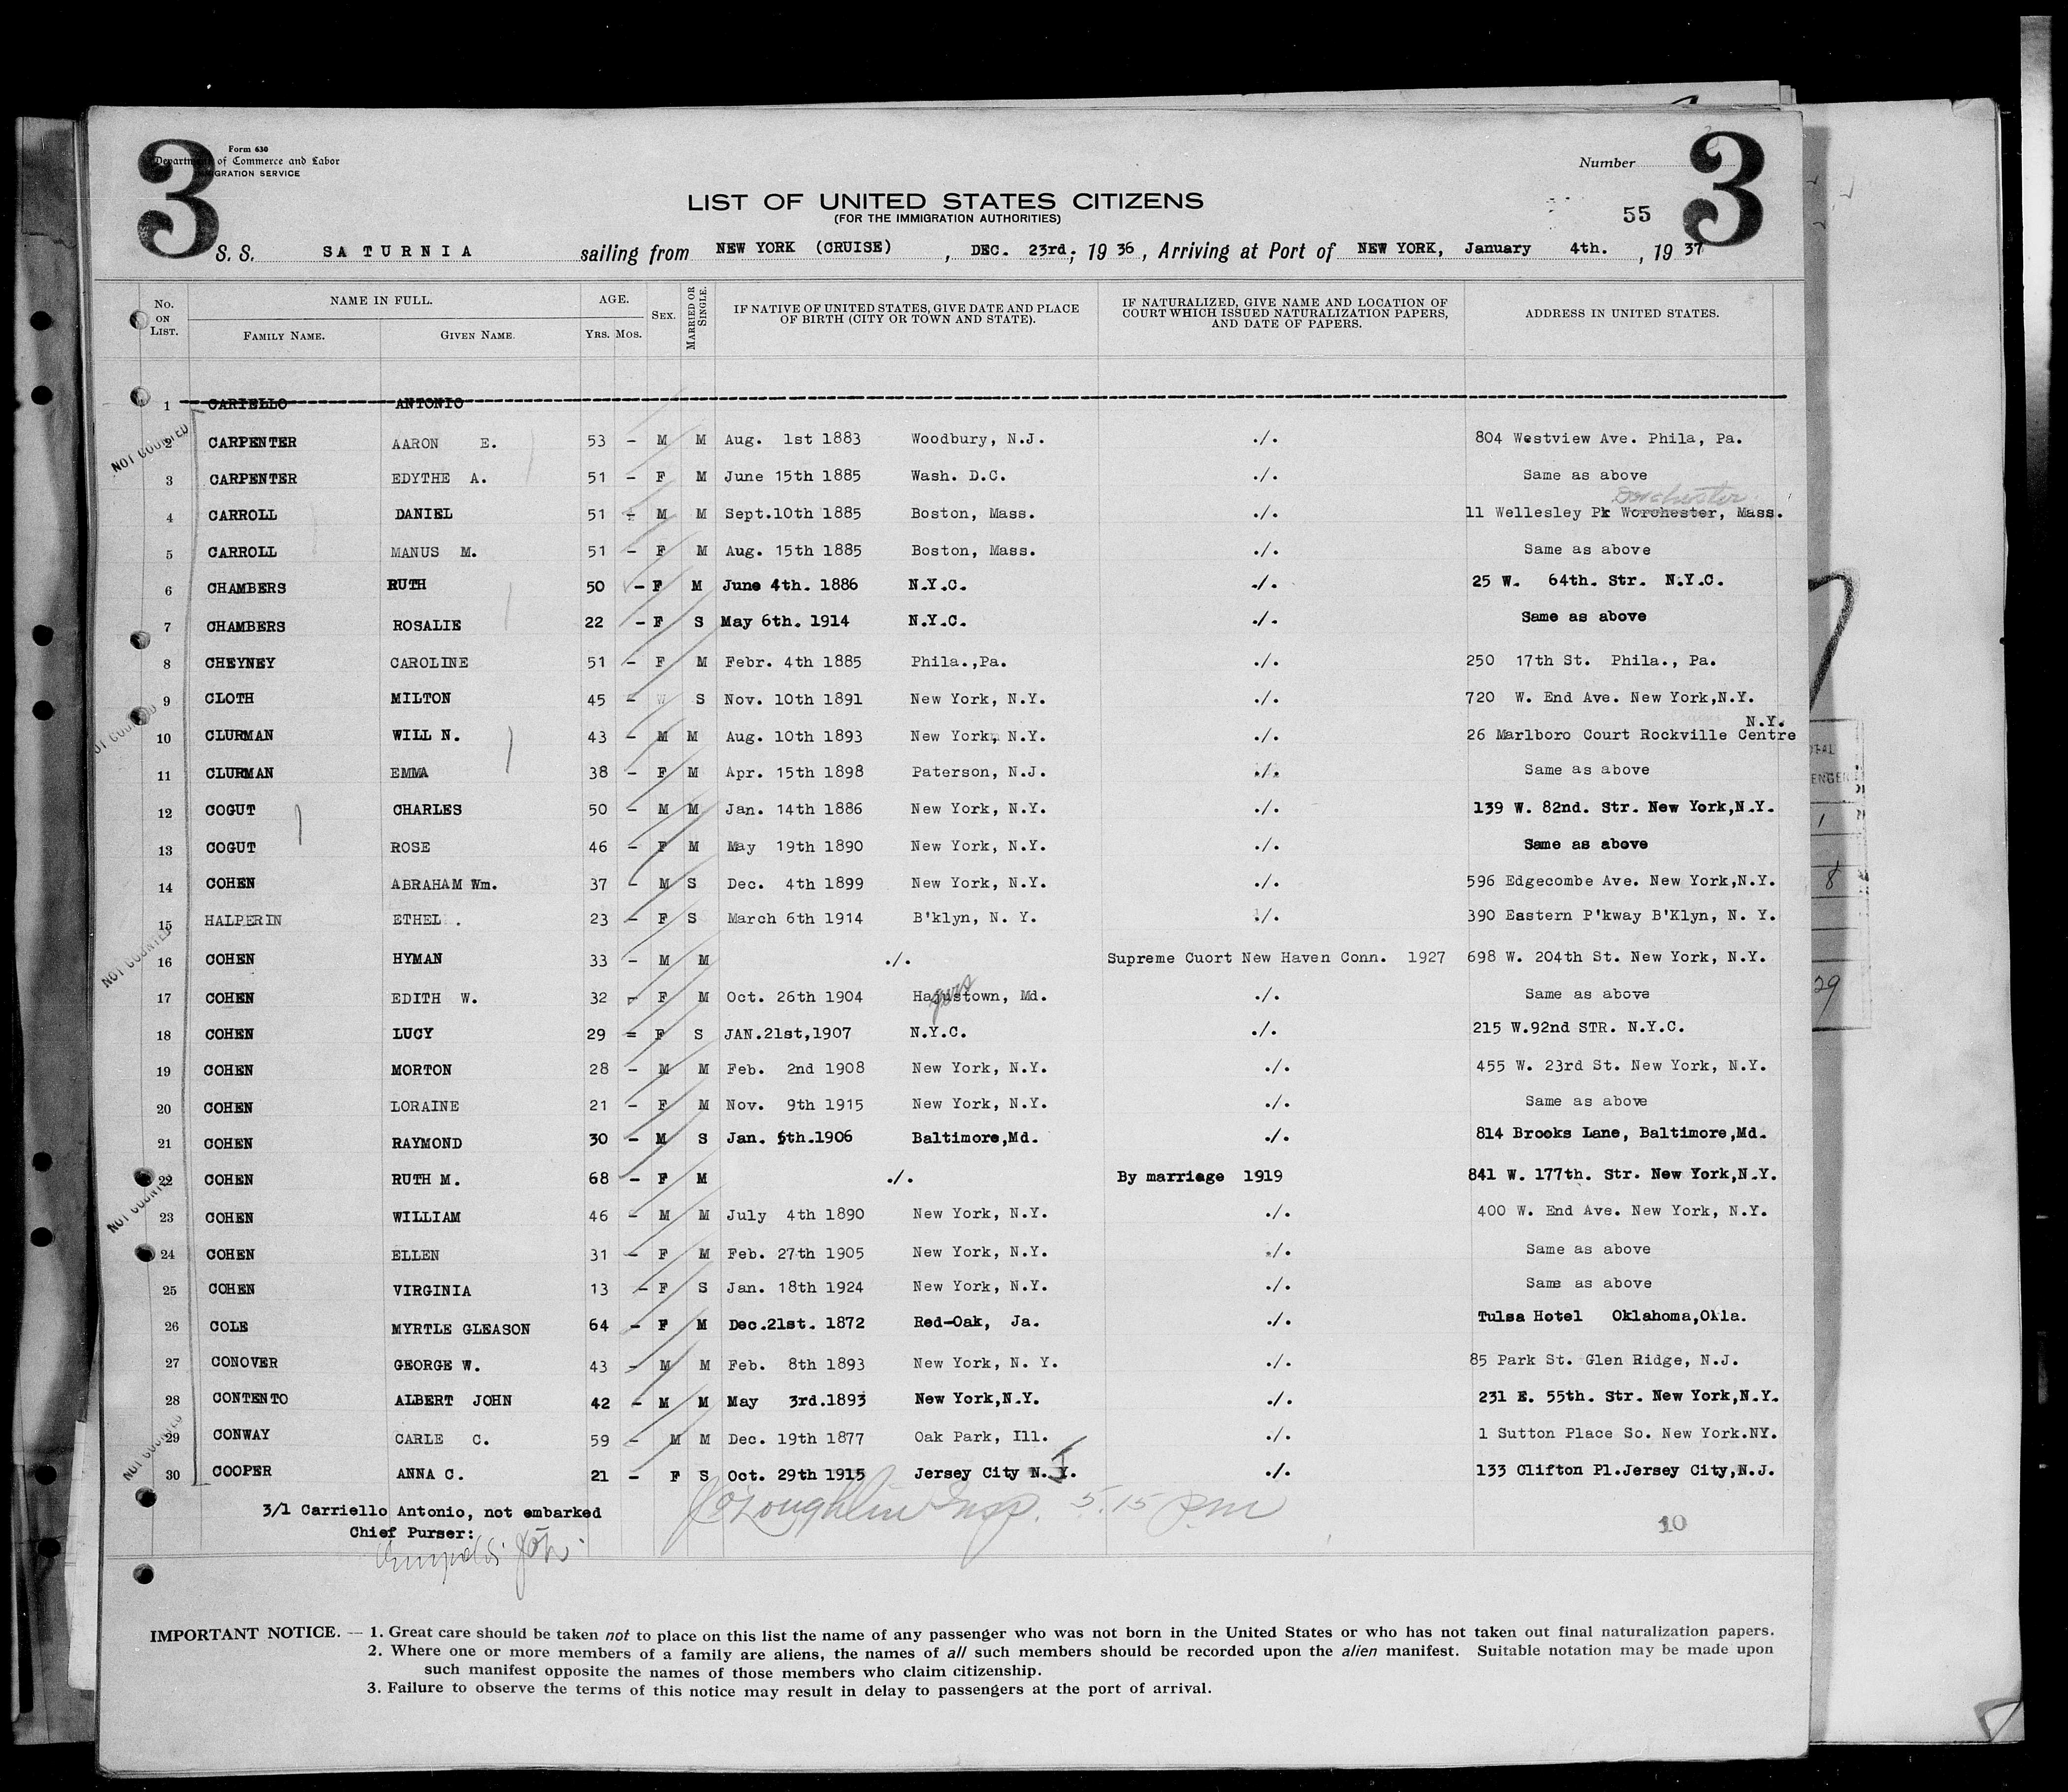 3
Form 630
Department of Commerce and Labor
IMMIGRATION SERVICE
Number
3
LIST OF UNITED STATES CITIZENS
(FOR THE IMMIGRATION AUTHORITIES)
55
S. S. SATURNIA sailing from NEW YORK (CRUISE), DEC. 23rd; 19 36, Arriving at Port of NEW YORK, January 4th., 19 37
No. ON LIST. NAME IN FULL. FAMILY NAME. GIVEN NAME. AGE. YRS. MOS. SEX. MARRIED OR SINGLE. IF NATIVE OF UNITED STATES, GIVE DATE AND PLACE OF BIRTH (CITY OR TOWN AND STATE). IF NATURALIZED, GIVE NAME AND LOCATION OF COURT WHICH ISSUED NATURALIZATION PAPERS, AND DATE OF PAPERS. ADDRESS IN UNITED STATES.
1 CARIELLO ANTONIO
NOT COUNTED
2 CARPENTER AARON E. 53 - M M Aug. 1st 1883 Woodbury, N.J. ./. 804 Westview Ave. Phila, Pa.
3 CARPENTER EDYTHE A. 51 - F M June 15th 1885 Wash. D.C. ./. Same as above
Dorchester
4 CARROLL DANIEL 51 - M M Sept.10th 1885 Boston, Mass. ./. 11 Wellesley Pk Worchester, Mass.
5 CARROLL MANUS M. 51 - F M Aug. 15th 1885 Boston, Mass. ./. Same as above
6 CHAMBERS RUTH 50 - F M June 4th. 1886 N.Y.C. ./. 25 W. 64th. Str. N.Y.C.
7 CHAMBERS ROSALIE 22 - F S May 6th. 1914 N.Y.C. ./. Same as above
8 CHEYNEY CAROLINE 51 - F M Febr. 4th 1885 Phila.,Pa. ./. 250 17th St. Phila., Pa.
9 CLOTH MILTON 45 - S Nov. 10th 1891 New York, N.Y. ./. 720 W. End Ave. New York,N.Y.
N.Y.
10 CLURMAN WILL N. 43 - M M Aug. 10th 1893 New York, N.Y. ./. 26 Marlboro Court Rockville Centre
11 CLURMAN EMMA 38 - F M Apr. 15th 1898 Paterson, N.J. ./. Same as above
12 COGUT CHARLES 50 - M M Jan. 14th 1886 New York, N.Y. ./. 139 W. 82nd. Str. New York,N.Y.
13 COGUT ROSE 46 - F M May 19th 1890 New York, N.Y. ./. Same as above
14 COHEN ABRAHAM Wm. 37 - M S Dec. 4th 1899 New York, N.Y. ./. 596 Edgecombe Ave. New York,N.Y.
15 HALPERIN ETHEL . 23 - F S March 6th 1914 B'klyn, N. Y. ./. 390 Eastern P'kway B'Klyn, N. Y.
NOT COUNTED
16 COHEN HYMAN 33 - M M ./. Supreme Cuort New Haven Conn. 1927 698 W. 204th St. New York, N.Y.
17 COHEN EDITH W. 32 - F M Oct. 26th 1904 Hagustown, Md. ./. Same as above
18 COHEN LUCY 29 = F S JAN.21st,1907 N.Y.C. ./. 215 W.92nd STR. N.Y.C.
19 COHEN MORTON 28 - M M Feb. 2nd 1908 New York, N.Y. ./. 455 W. 23rd St. New York, N.Y.
20 COHEN LORAINE 21 - F M Nov. 9th 1915 New York, N.Y. ./. Same as above
21 COHEN RAYMOND 30 - M S Jan. 5th.1906 Baltimore,Md. ./. 814 Brooks Lane, Baltimore,Md.
22 COHEN RUTH M. 68 - F M ./. By marriage 1919 841 W. 177th. Str. New York,N.Y.
NOT COUNTED
23 COHEN WILLIAM 46 - M M July 4th 1890 New York, N.Y. ./. 400 W. End Ave. New York, N.Y.
24 COHEN ELLEN 31 - F M Feb. 27th 1905 New York, N.Y. ./. Same as above
25 COHEN VIRGINIA 13 - F S Jan. 18th 1924 New York, N.Y. ./. Same as above
26 COLE MYRTLE GLEASON 64 - F M Dec.21st. 1872 Red-Oak, Ja. ./. Tulsa Hotel Oklahoma,Okla.
27 CONOVER GEORGE W. 43 - M M Feb. 8th 1893 New York, N. Y. ./. 85 Park St. Glen Ridge, N.J.
28 CONTENTO ALBERT JOHN 42 - M M May 3rd.1893 New York,N.Y. ./. 231 E. 55th. Str. New York,N.Y.
NOT COUNTED
29 CONWAY CARLE C. 59 - M M Dec. 19th 1877 Oak Park, Ill. ./. 1 Sutton Place So. New York.NY.
30 COOPER ANNA C. 21 - F S Oct. 29th 1915 Jersey City N. Y. ./. 133 Clifton Pl.Jersey City,N.J.
3/1 Carriello Antonio, not embarked
Chief Purser:
J O'Loughlin Insp. 5.15 pm
10
IMPORTANT NOTICE. — 1. Great care should be taken not to place on this list the name of any passenger who was not born in the United States or who has not taken out final naturalization papers.
2. Where one or more members of a family are aliens, the names of all such members should be recorded upon the alien manifest. Suitable notation may be made upon
such manifest opposite the names of those members who claim citizenship.
3. Failure to observe the terms of this notice may result in delay to passengers at the port of arrival.